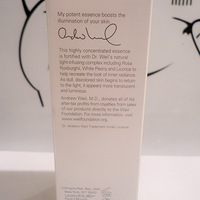 My potent essence boosts the
illumination of your skin.
This highly concentrated essence
is fortified with Dr. Weil's natural
light-infusing complex including Rosa
Roxburghii, White Peony and Licorice to
help recreate the look of inner radiance.
As dull, discolored skin begins to return
to the light, it appears more translucent
and luminous.
Andrew Weil, M.D., donates all of his
after-tax profits from royalties from sales of
our products directly to the Weil
Foundation. For more information, visit
www.weilfoundation.org.